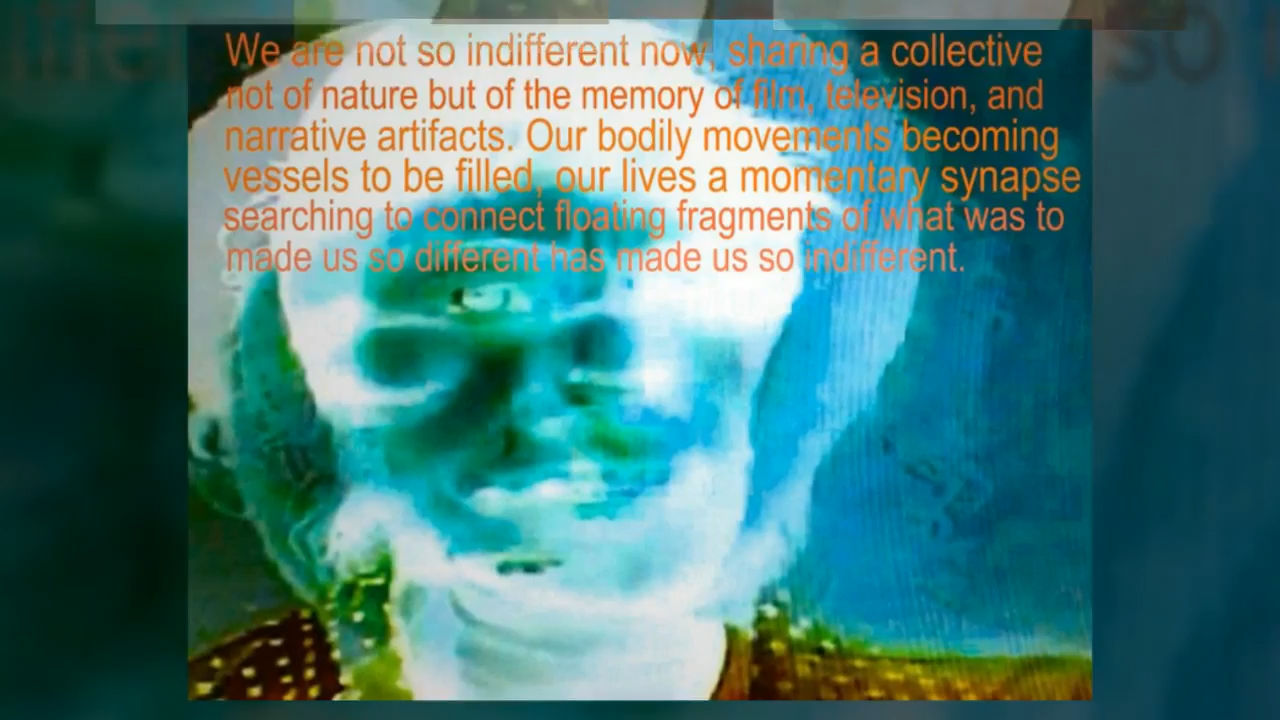 We are not so indifferent now, sharing a collective
not of nature but of the memory of film, television, and
narrative artifacts. Our bodily movements becoming
vessels to be filled, our lives a momentary synapse
searching to connect floating fragments of what was to
made us so different has made us so indifferent.
so